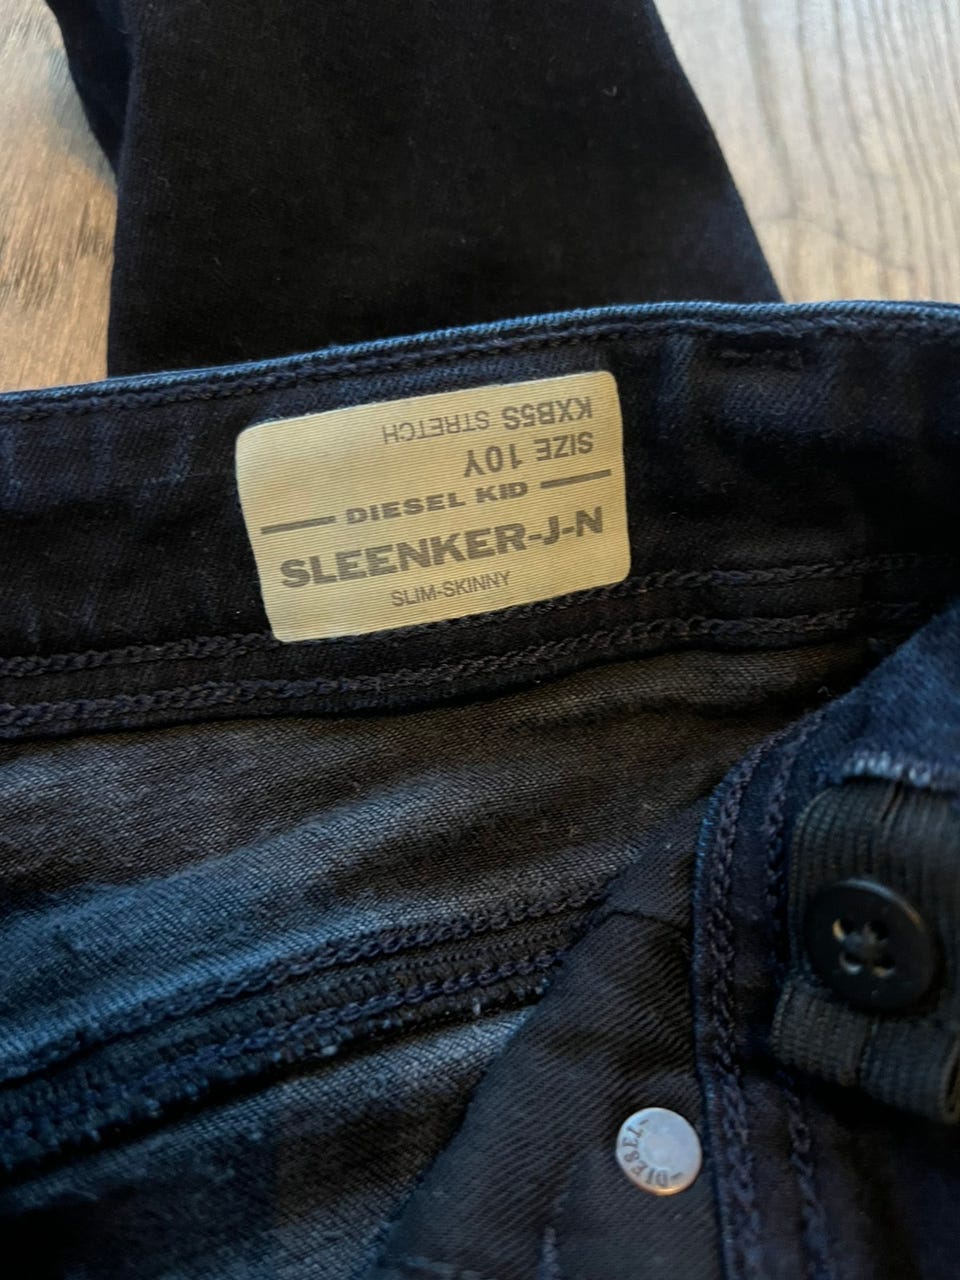 KXB5S STRETCH
SIZE 10Y
DIESEL KID
SLEENKER-J-N
SLIM-SKINNY
-DIESEL-